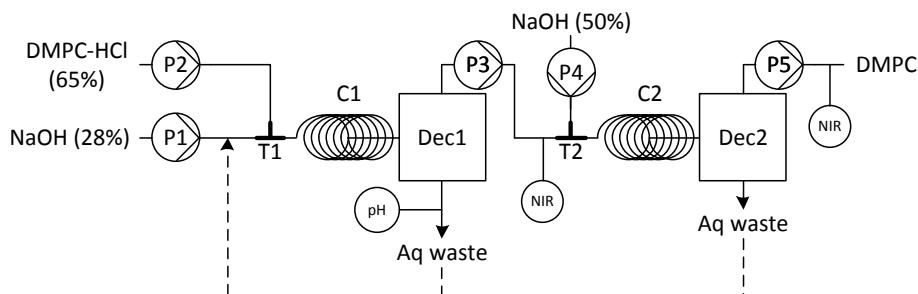 NaOH (50%)
DMPC-HCl
(65%)
P2
P3
P4
P5
DMPC
C1
C2
NaOH (28%)
P1
T1
Dec1
T2
Dec2
NIR
pH
NIR
Aq waste
Aq waste